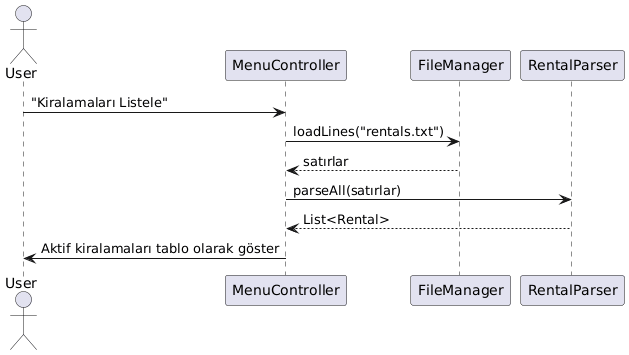 User
MenuController
FileManager
RentalParser
"Kiralamaları Listele"
loadLines("rentals.txt")
satırlar
parseAll(satırlar)
List<Rental>
Aktif kiralamaları tablo olarak göster
User
MenuController
FileManager
RentalParser